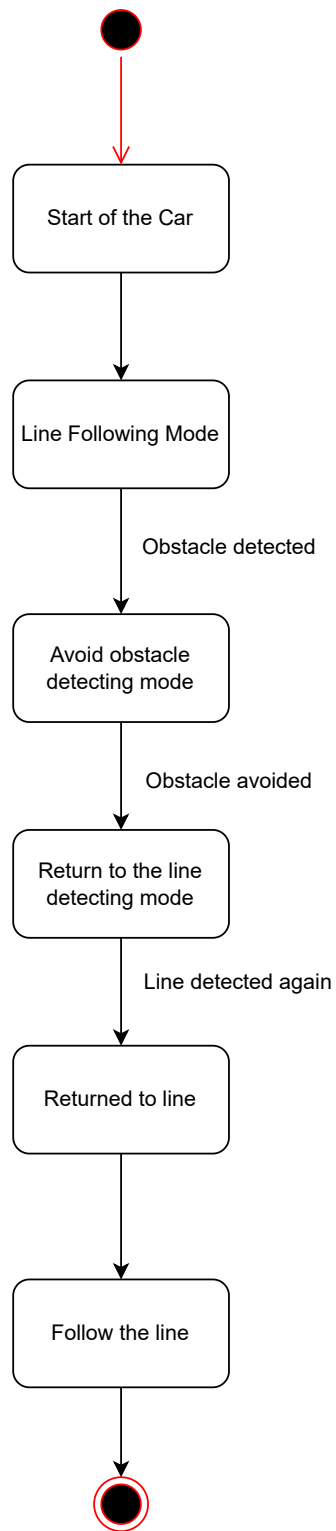 Start of the Car
Line Following Mode
Obstacle detected
Avoid obstacle
detecting mode
Obstacle avoided
Return to the line
detecting mode
Line detected again
Returned to line
Follow the line